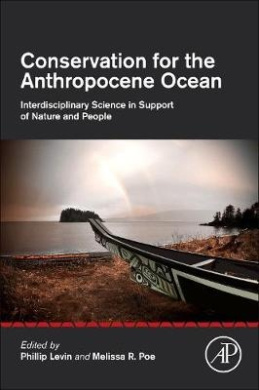 Conservation for the
Anthropocene Ocean
Interdisciplinary Science in Support
of Nature and People
Edited by
Phillip Levin and Melissa R. Poe
AP